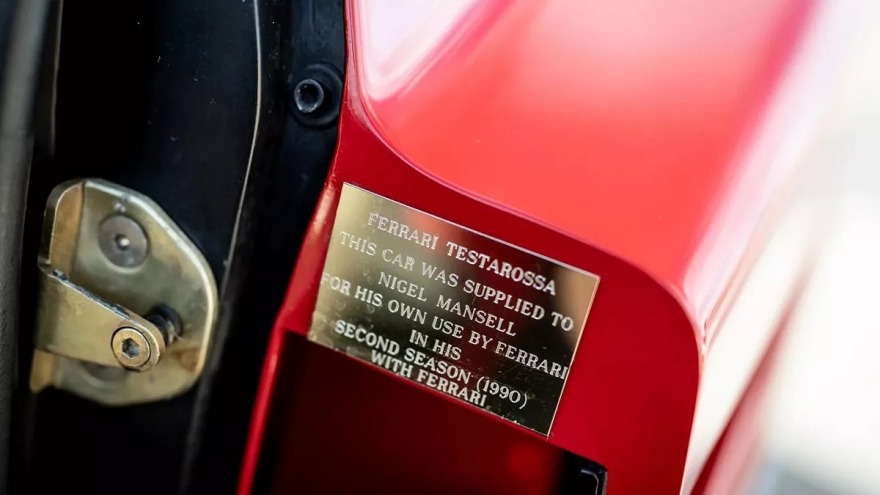 FERRARI TESTAROSSA
THIS CAR WAS SUPPLIED TO
NIGEL MANSELL
FOR HIS OWN USE BY FERRARI
IN HIS
SECOND SEASON (1990)
WITH FERRARI